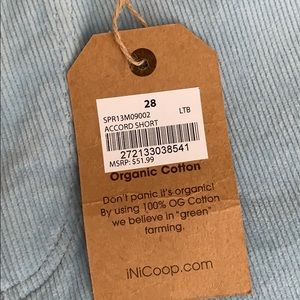 28
SPR13M09002 LTB
ACCORD SHORT
272133038541
MSRP: $51.99
Organic Cotton
Don't panic it's organic!
By using 100% OG Cotton
we believe in "green"
farming.
iNiCoop.com